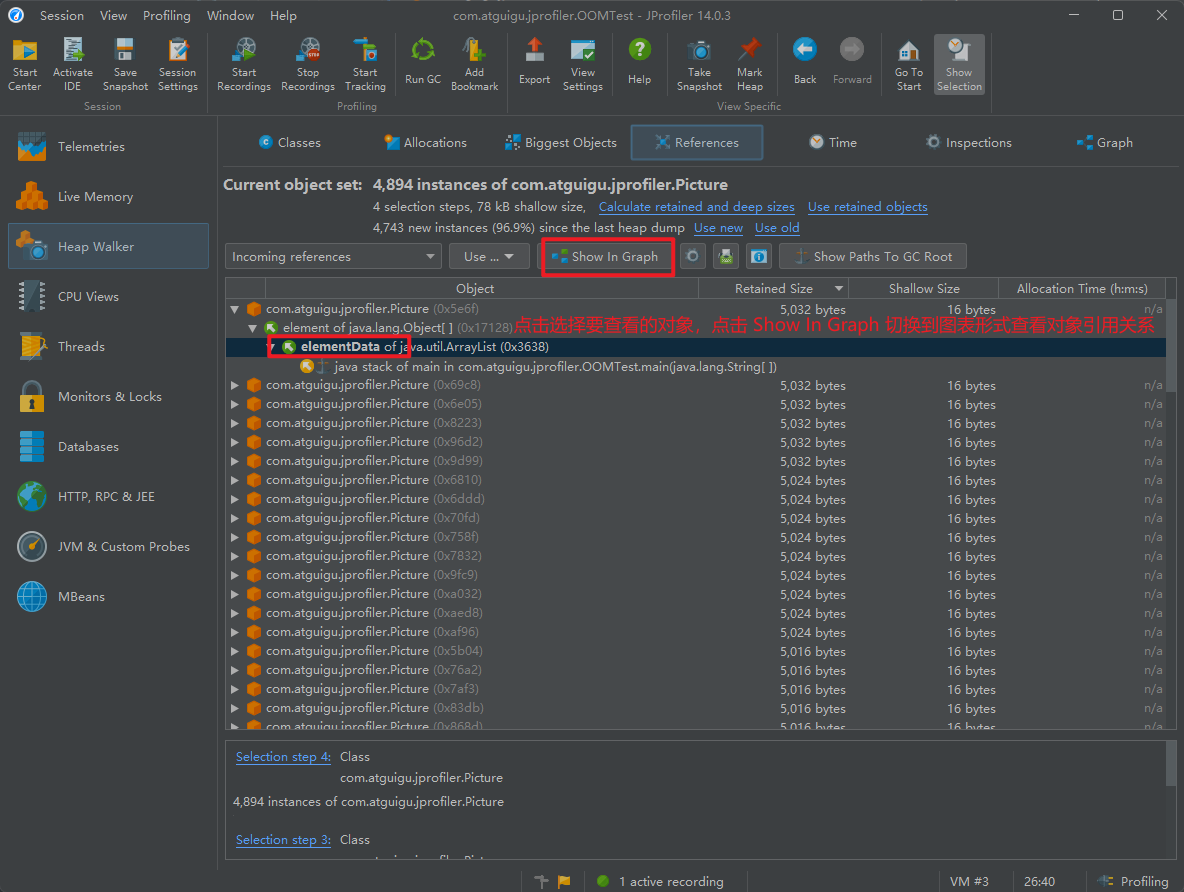 Session View Profiling Window Help com.atguigu.jprofiler.OOMTest - JProfiler 14.0.3
Start Center
Activate IDE
Save Snapshot
Session Settings
Start Recordings
Stop Recordings
Start Tracking
Run GC
Add Bookmark
Export
View Settings
Help
Take Snapshot
Mark Heap
Back
Forward
Go To Start
Show Selection
Session Profiling View Specific
Telemetries
Live Memory
Heap Walker
CPU Views
Threads
Monitors & Locks
Databases
HTTP, RPC & JEE
JVM & Custom Probes
MBeans
Classes Allocations Biggest Objects References Time Inspections Graph
Current object set: 4,894 instances of com.atguigu.jprofiler.Picture
4 selection steps, 78 kB shallow size, Calculate retained and deep sizes Use retained objects
4,743 new instances (96.9%) since the last heap dump Use new Use old
Incoming references Use ... Show In Graph Show Paths To GC Root
Object Retained Size Shallow Size Allocation Time (h:m:s)
com.atguigu.jprofiler.Picture (0x5e6f) 5,032 bytes 16 bytes n/a
element of java.lang.Object[ ] (0x17128) 点击选择要查看的对象，点击 Show In Graph 切换到图表形式查看对象引用关系
elementData of java.util.ArrayList (0x3638)
java stack of main in com.atguigu.jprofiler.OOMTest.main(java.lang.String[ ])
com.atguigu.jprofiler.Picture (0x69c8) 5,032 bytes 16 bytes n/a
com.atguigu.jprofiler.Picture (0x6e05) 5,032 bytes 16 bytes n/a
com.atguigu.jprofiler.Picture (0x8223) 5,032 bytes 16 bytes n/a
com.atguigu.jprofiler.Picture (0x96d2) 5,032 bytes 16 bytes n/a
com.atguigu.jprofiler.Picture (0x9d99) 5,032 bytes 16 bytes n/a
com.atguigu.jprofiler.Picture (0x6810) 5,024 bytes 16 bytes n/a
com.atguigu.jprofiler.Picture (0x6ddd) 5,024 bytes 16 bytes n/a
com.atguigu.jprofiler.Picture (0x70fd) 5,024 bytes 16 bytes n/a
com.atguigu.jprofiler.Picture (0x758f) 5,024 bytes 16 bytes n/a
com.atguigu.jprofiler.Picture (0x7832) 5,024 bytes 16 bytes n/a
com.atguigu.jprofiler.Picture (0x9fc9) 5,024 bytes 16 bytes n/a
com.atguigu.jprofiler.Picture (0xa032) 5,024 bytes 16 bytes n/a
com.atguigu.jprofiler.Picture (0xaed8) 5,024 bytes 16 bytes n/a
com.atguigu.jprofiler.Picture (0xaf96) 5,024 bytes 16 bytes n/a
com.atguigu.jprofiler.Picture (0x5b04) 5,016 bytes 16 bytes n/a
com.atguigu.jprofiler.Picture (0x76a2) 5,016 bytes 16 bytes n/a
com.atguigu.jprofiler.Picture (0x7af3) 5,016 bytes 16 bytes n/a
com.atguigu.jprofiler.Picture (0x83db) 5,016 bytes 16 bytes n/a
com.atguigu.jprofiler.Picture (0x868d) 5,016 bytes 16 bytes n/a
Selection step 4: Class
com.atguigu.jprofiler.Picture
4,894 instances of com.atguigu.jprofiler.Picture
Selection step 3: Class
1 active recording VM #3 26:40 Profiling